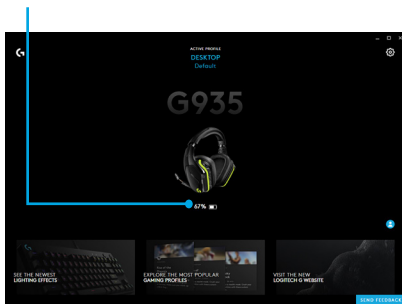 ACTIVE PROFILE
DESKTOP
Default
G935
67%
SEE THE NEWEST
LIGHTING EFFECTS
EXPLORE THE MOST POPULAR
GAMING PROFILES
VISIT THE NEW
LOGITECH G WEBSITE
SEND FEEDBACK